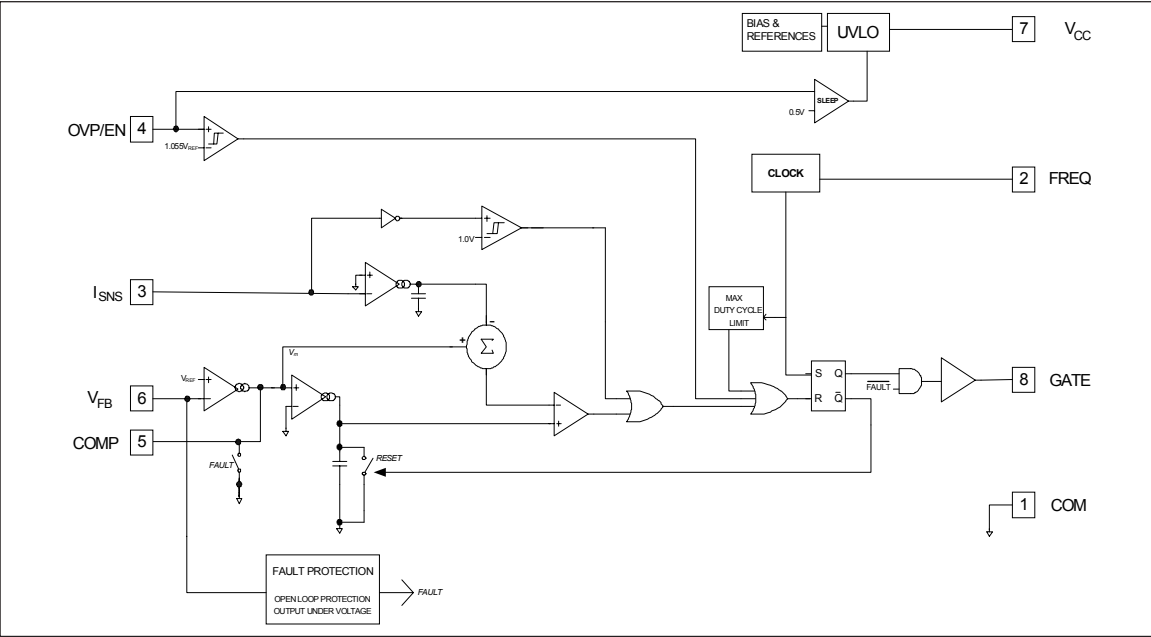 BIAS &
REFERENCES
UVLO
7
VCC
SLEEP
0.5V
OVP/EN
4
+
−
1.055VREF
CLOCK
2
FREQ
+
−
1.0V
ISNS
3
+
−
MAX
DUTY CYCLE
LIMIT
−
+
Σ
Vm
VREF
+
−
VFB
6
+
−
S Q
R Q̅
F̅A̅U̅L̅T̅
8
GATE
−
+
COMP
5
FAULT
RESET
1
COM
FAULT PROTECTION
OPEN LOOP PROTECTION
OUTPUT UNDER VOLTAGE
FAULT